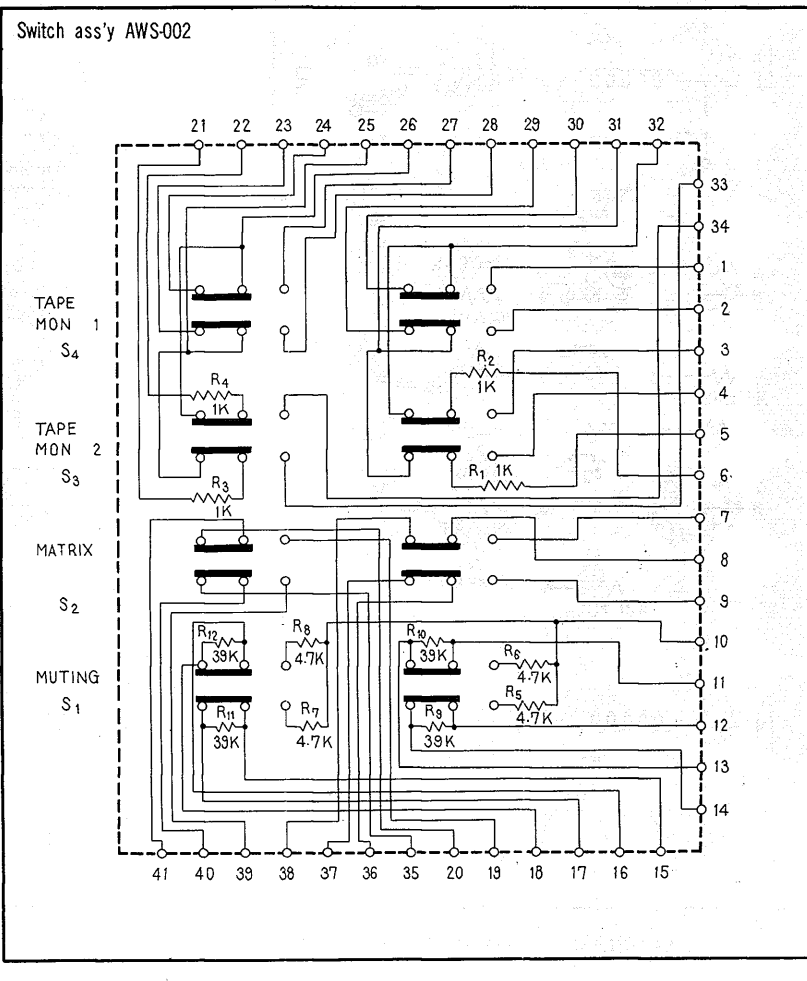 Switch ass'y AWS-002
21 22 23 24 25 26 27 28 29 30 31 32
33
34
1
2
TAPE
MON 1
S4
3
R2
1K
4
R4
1K
TAPE
MON 2
S3
5
R1 1K
6
R3
1K
7
MATRIX
8
S2
9
R12
39K
R8
4.7K
R10
39K
10
R6
4.7K
11
MUTING
S1
R11
39K
R7
4.7K
R9
39K
R5
4.7K
12
13
14
41 40 39 38 37 36 35 20 19 18 17 16 15